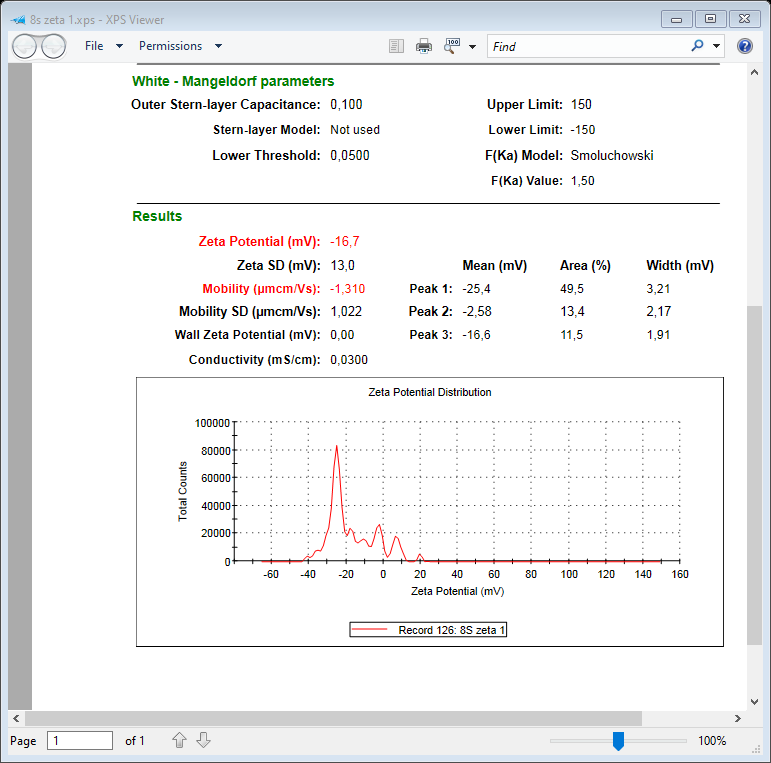 8s zeta 1.xps - XPS Viewer
File Permissions 100 Find
White - Mangeldorf parameters
Outer Stern-layer Capacitance: 0,100 Upper Limit: 150
Stern-layer Model: Not used Lower Limit: -150
Lower Threshold: 0,0500 F(Ka) Model: Smoluchowski
F(Ka) Value: 1,50
Results
Zeta Potential (mV): -16,7
Zeta SD (mV): 13,0 Mean (mV) Area (%) Width (mV)
Mobility (µmcm/Vs): -1,310 Peak 1: -25,4 49,5 3,21
Mobility SD (µmcm/Vs): 1,022 Peak 2: -2,58 13,4 2,17
Wall Zeta Potential (mV): 0,00 Peak 3: -16,6 11,5 1,91
Conductivity (mS/cm): 0,0300
Zeta Potential Distribution
100000
80000
60000
40000
20000
0
Total Counts
-60 -40 -20 0 20 40 60 80 100 120 140 160
Zeta Potential (mV)
Record 126: 8S zeta 1
Page 1 of 1 100%